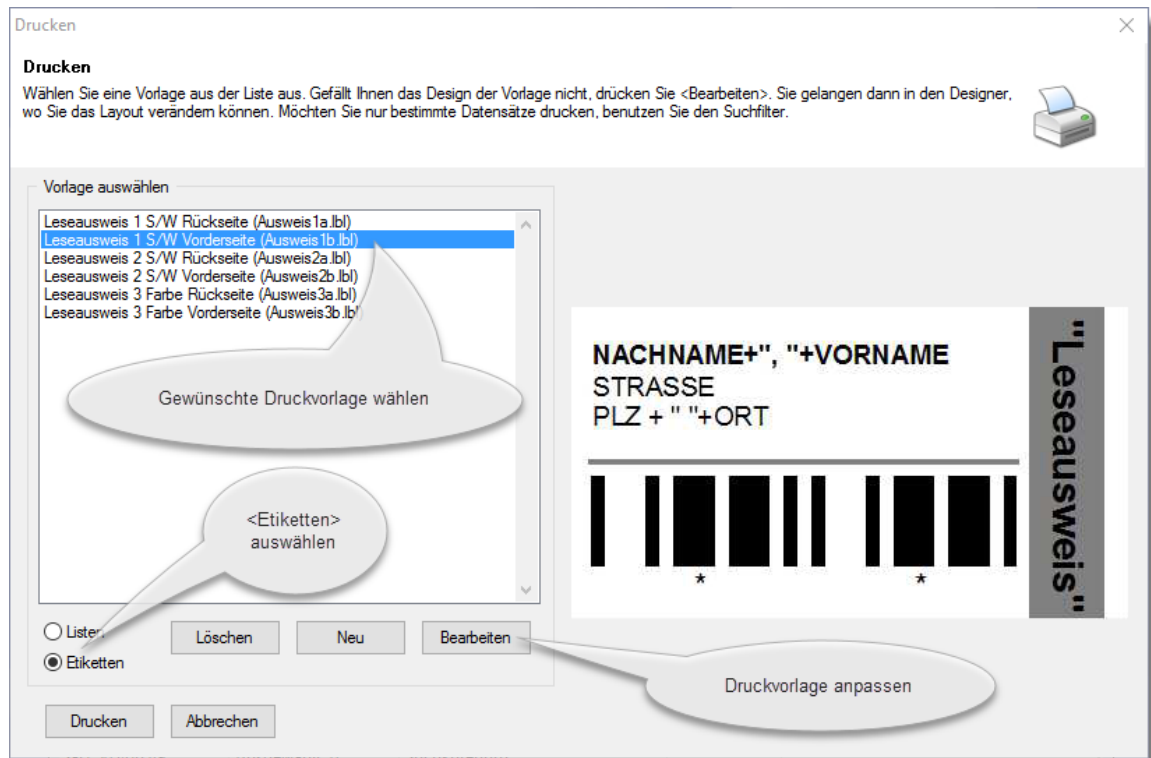 Drucken
Drucken
Wählen Sie eine Vorlage aus der Liste aus. Gefällt Ihnen das Design der Vorlage nicht, drücken Sie <Bearbeiten>. Sie gelangen dann in den Designer,
wo Sie das Layout verändern können. Möchten Sie nur bestimmte Datensätze drucken, benutzen Sie den Suchfilter.
Vorlage auswählen
Leseausweis 1 S/W Rückseite (Ausweis1a.lbl)
Leseausweis 1 S/W Vorderseite (Ausweis1b.lbl)
Leseausweis 2 S/W Rückseite (Ausweis2a.lbl)
Leseausweis 2 S/W Vorderseite (Ausweis2b.lbl)
Leseausweis 3 Farbe Rückseite (Ausweis3a.lbl)
Leseausweis 3 Farbe Vorderseite (Ausweis3b.lbl)
Gewünschte Druckvorlage wählen
<Etiketten>
auswählen
NACHNAME+", "+VORNAME
STRASSE
PLZ + " "+ORT
* *
"Leseausweis"
Listen
Etiketten
Löschen
Neu
Bearbeiten
Druckvorlage anpassen
Drucken
Abbrechen